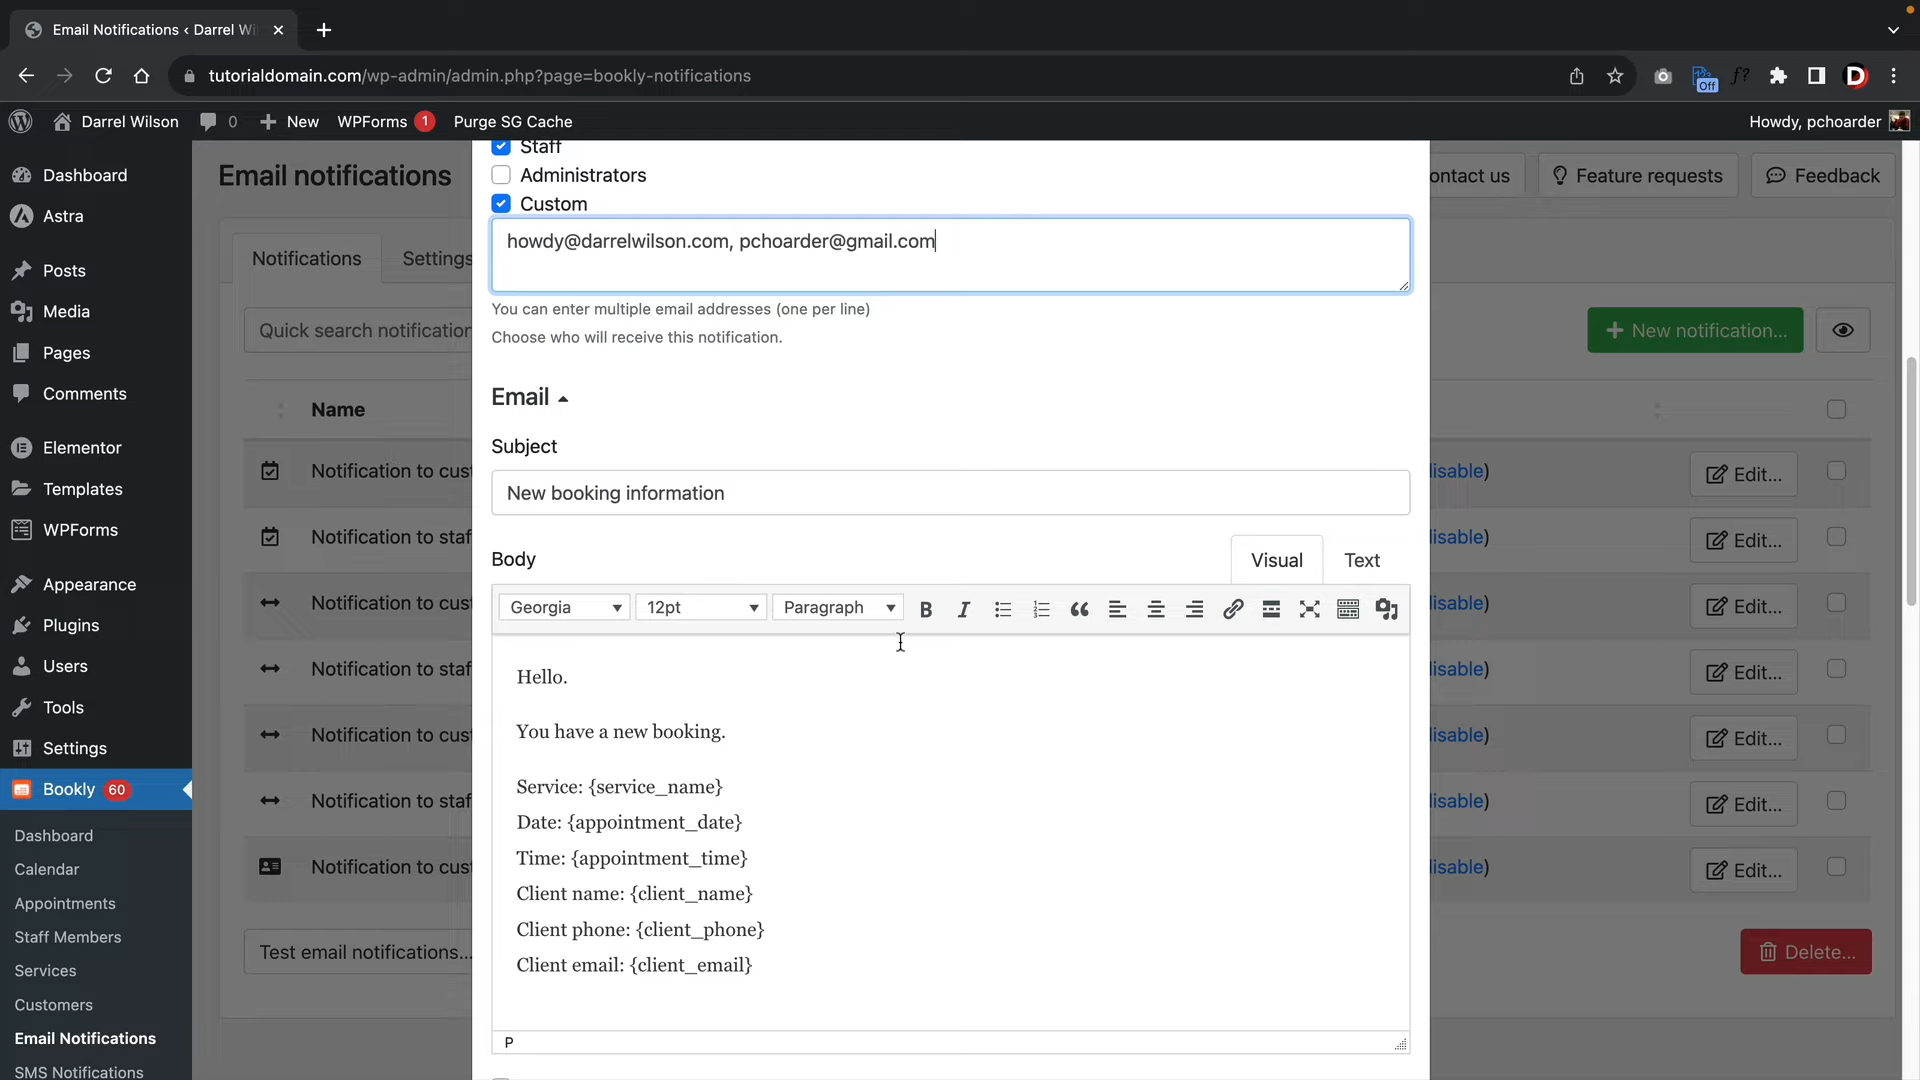 Email Notifications ‹ Darrel Wil
tutorialdomain.com/wp-admin/admin.php?page=bookly-notifications
f?
Off
D
Darrel Wilson
0
New
WPForms 1
Purge SG Cache
Howdy, pchoarder
Dashboard
Astra
Posts
Media
Pages
Comments
Elementor
Templates
WPForms
Appearance
Plugins
Users
Tools
Settings
Bookly 60
Dashboard
Calendar
Appointments
Staff Members
Services
Customers
Email Notifications
SMS Notifications
Email notifications
ontact us
Feature requests
Feedback
Notifications
Settings
Quick search notification
New notification...
Name
Notification to cust
isable)
Edit...
Notification to staf
isable)
Edit...
Notification to cust
isable)
Edit...
Notification to staf
isable)
Edit...
Notification to cust
isable)
Edit...
Notification to staf
isable)
Edit...
Notification to cust
isable)
Edit...
Test email notifications...
Delete...
Staff
Administrators
Custom
howdy@darrelwilson.com, pchoarder@gmail.com
You can enter multiple email addresses (one per line)
Choose who will receive this notification.
Email
Subject
New booking information
Body
Visual
Text
Georgia
12pt
Paragraph
B
I
Hello.
You have a new booking.
Service: {service_name}
Date: {appointment_date}
Time: {appointment_time}
Client name: {client_name}
Client phone: {client_phone}
Client email: {client_email}
P